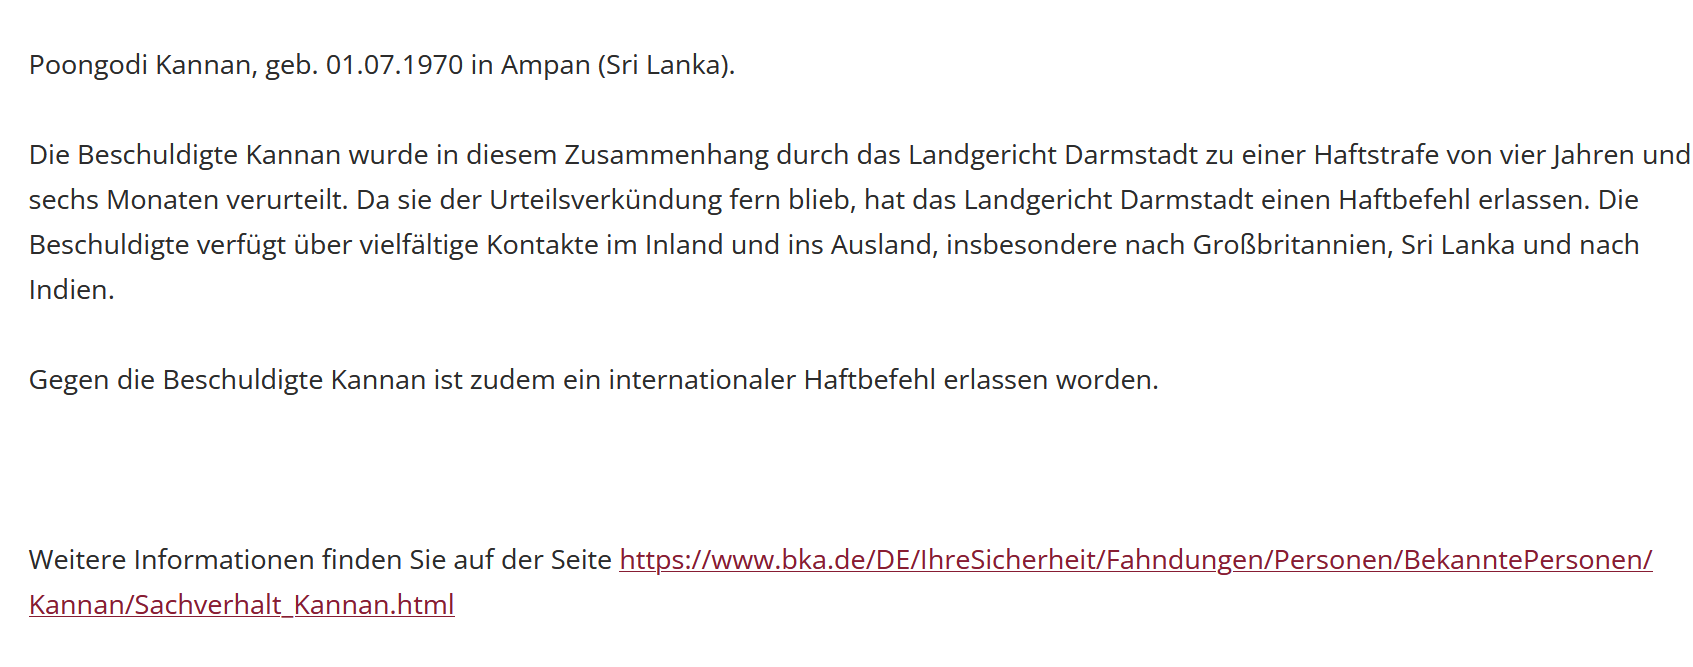 Poongodi Kannan, geb. 01.07.1970 in Ampan (Sri Lanka).
Die Beschuldigte Kannan wurde in diesem Zusammenhang durch das Landgericht Darmstadt zu einer Haftstrafe von vier Jahren und
sechs Monaten verurteilt. Da sie der Urteilsverkündung fern blieb, hat das Landgericht Darmstadt einen Haftbefehl erlassen. Die
Beschuldigte verfügt über vielfältige Kontakte im Inland und ins Ausland, insbesondere nach Großbritannien, Sri Lanka und nach
Indien.
Gegen die Beschuldigte Kannan ist zudem ein internationaler Haftbefehl erlassen worden.
Weitere Informationen finden Sie auf der Seite https://www.bka.de/DE/IhreSicherheit/Fahndungen/Personen/BekanntePersonen/
Kannan/Sachverhalt_Kannan.html